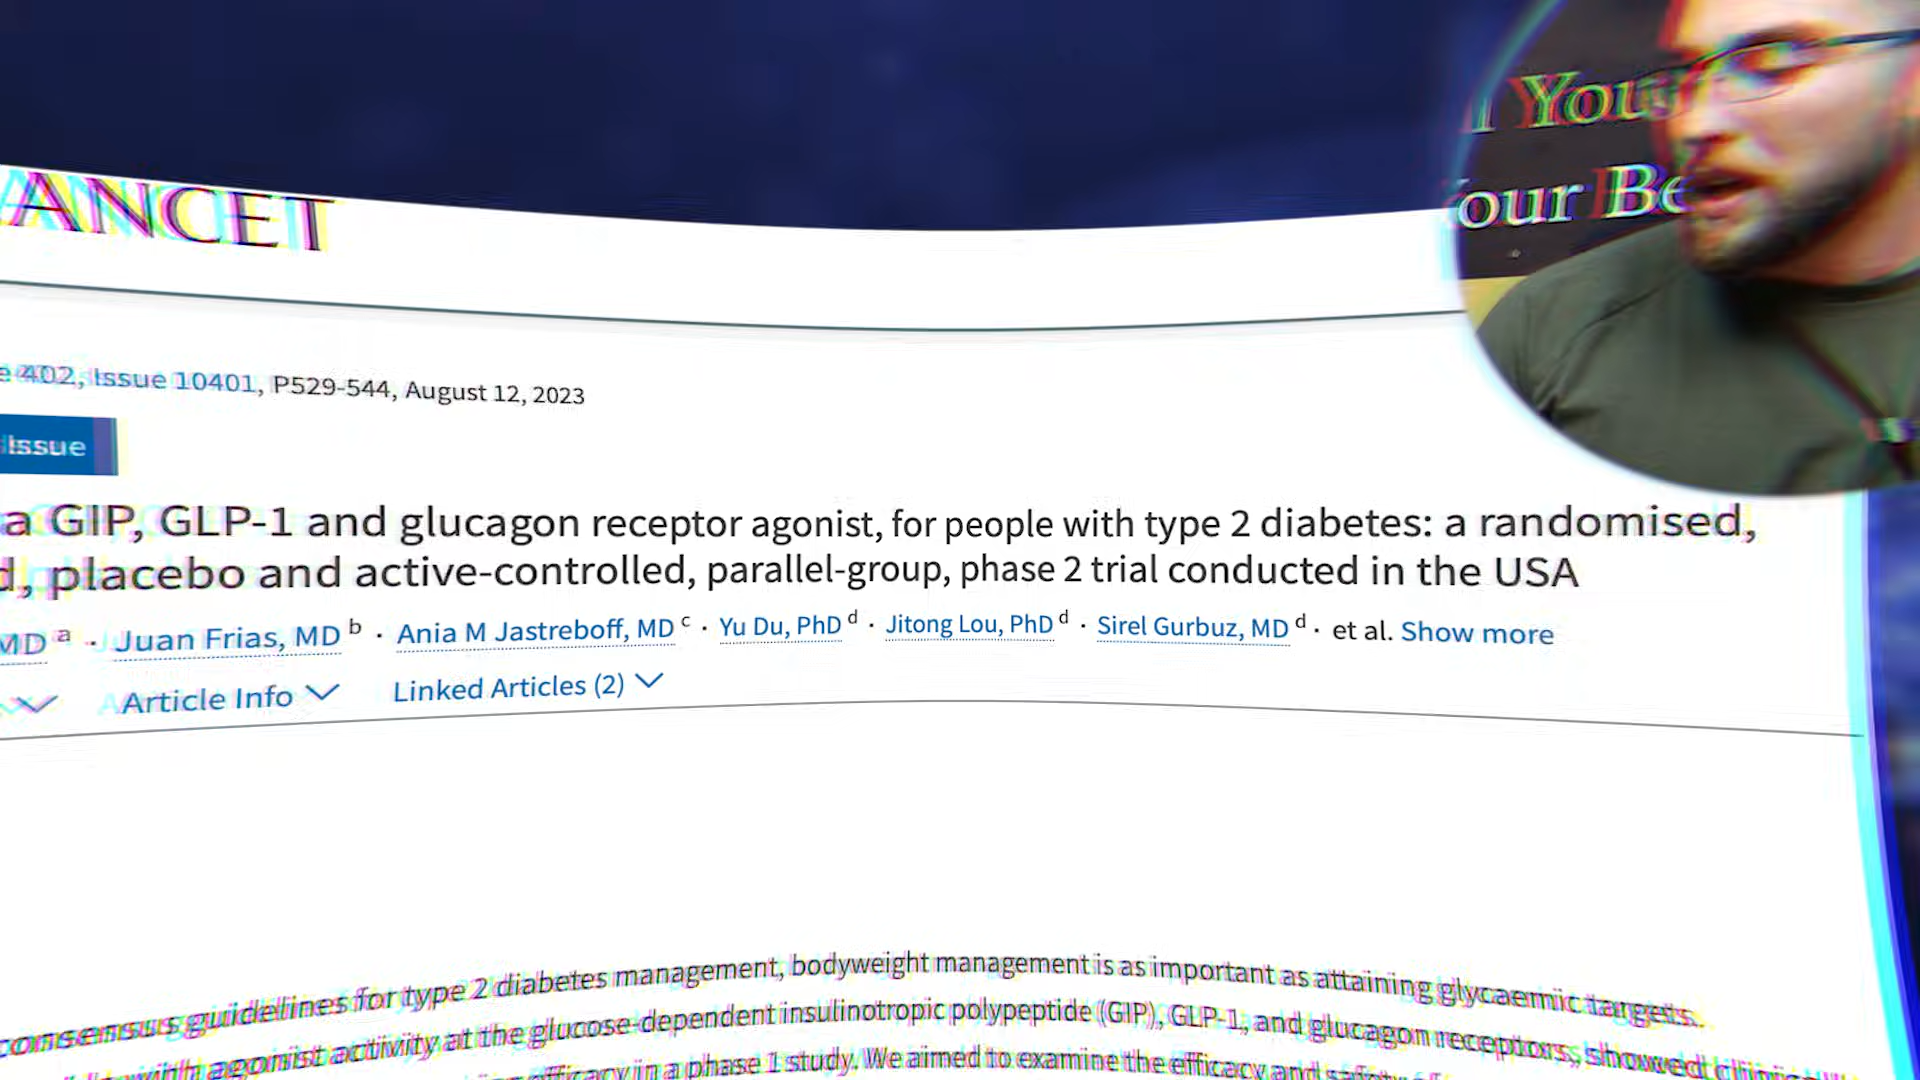 ANCET
You
our Be
402, Issue 10401, P529-544, August 12, 2023
Issue
a GIP, GLP-1 and glucagon receptor agonist, for people with type 2 diabetes: a randomised,
d, placebo and active-controlled, parallel-group, phase 2 trial conducted in the USA
MD a · Juan Frias, MD b · Ania M Jastreboff, MD c · Yu Du, PhD d · Jitong Lou, PhD d · Sirel Gurbuz, MD d · et al. Show more
Article Info Linked Articles (2)
consensus guidelines for type 2 diabetes management, bodyweight management is as important as attaining glycaemic targets.
with agonist activity at the glucose-dependent insulinotropic polypeptide (GIP), GLP-1, and glucagon receptors, showed
efficacy in a phase 1 study. We aimed to examine the efficacy and safety of